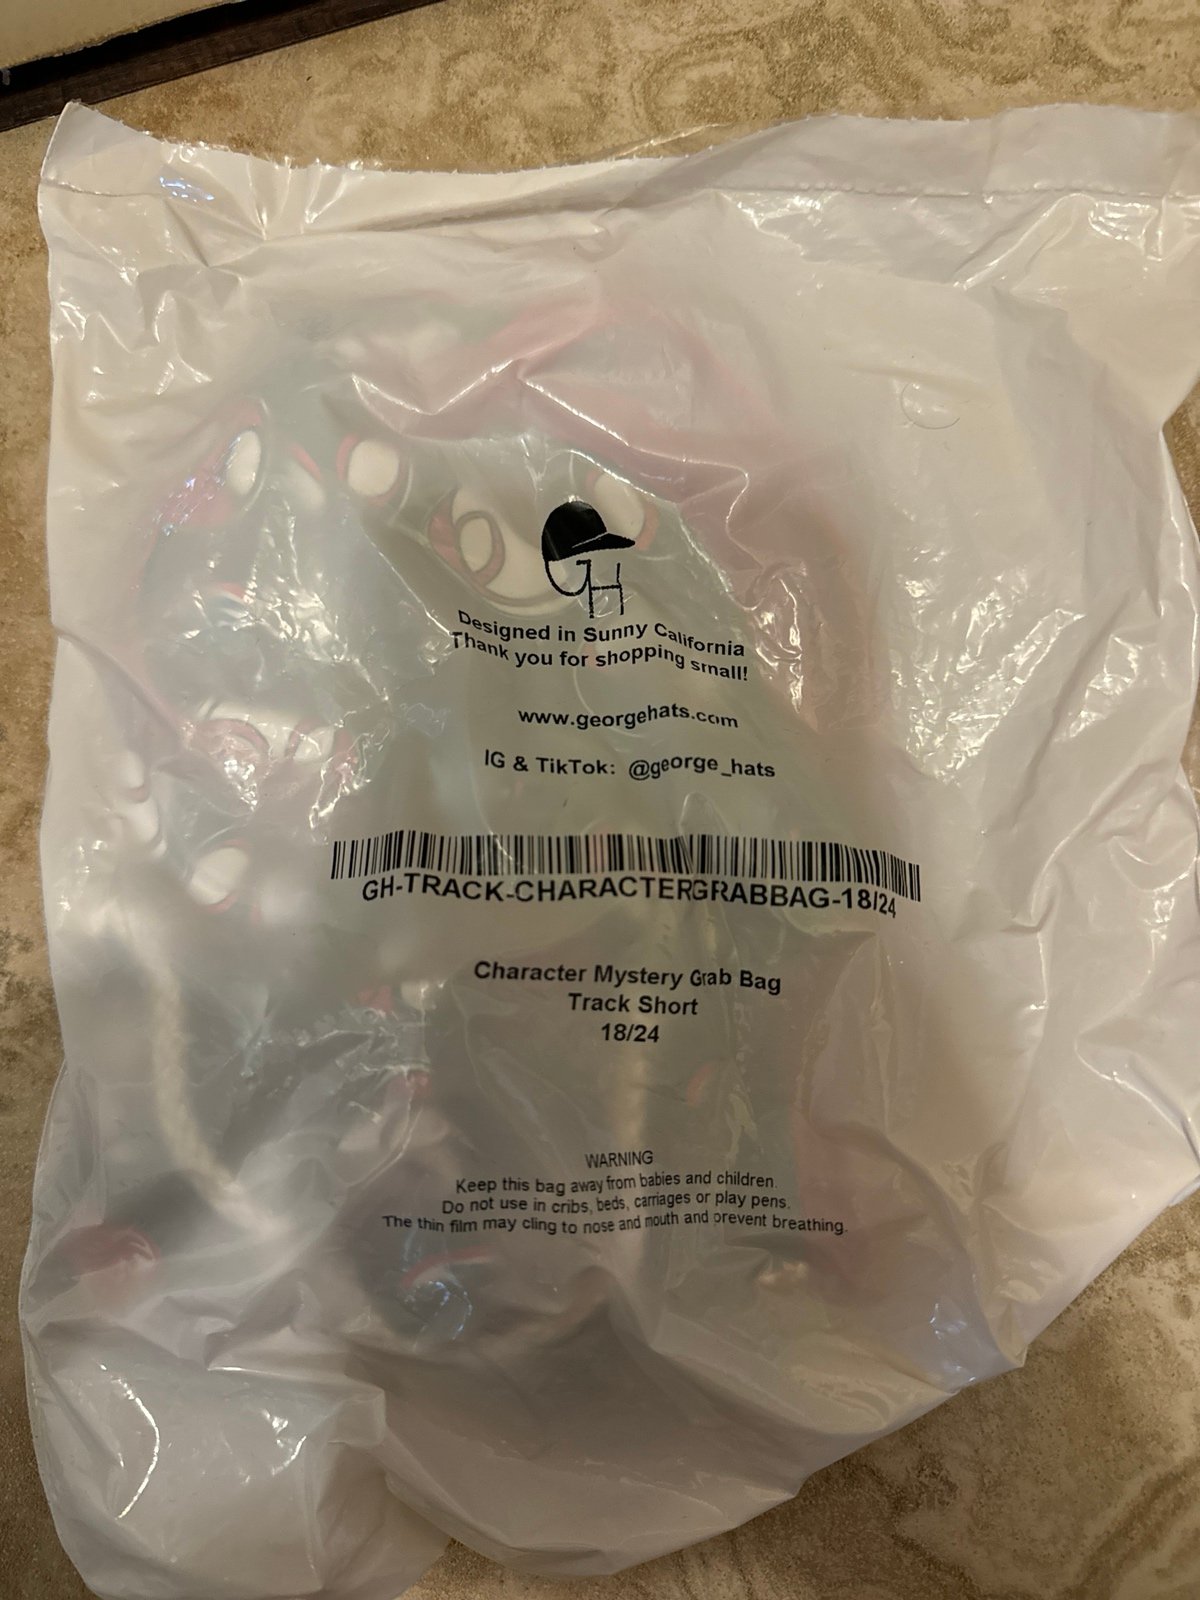 GH
Designed in Sunny California
Thank you for shopping small!
www.georgehats.com
IG & TikTok: @george_hats
GH-TRACK-CHARACTERGRABBAG-18/24
Character Mystery Grab Bag
Track Short
18/24
WARNING
Keep this bag away from babies and children.
Do not use in cribs, beds, carriages or play pens.
The thin film may cling to nose and mouth and prevent breathing.